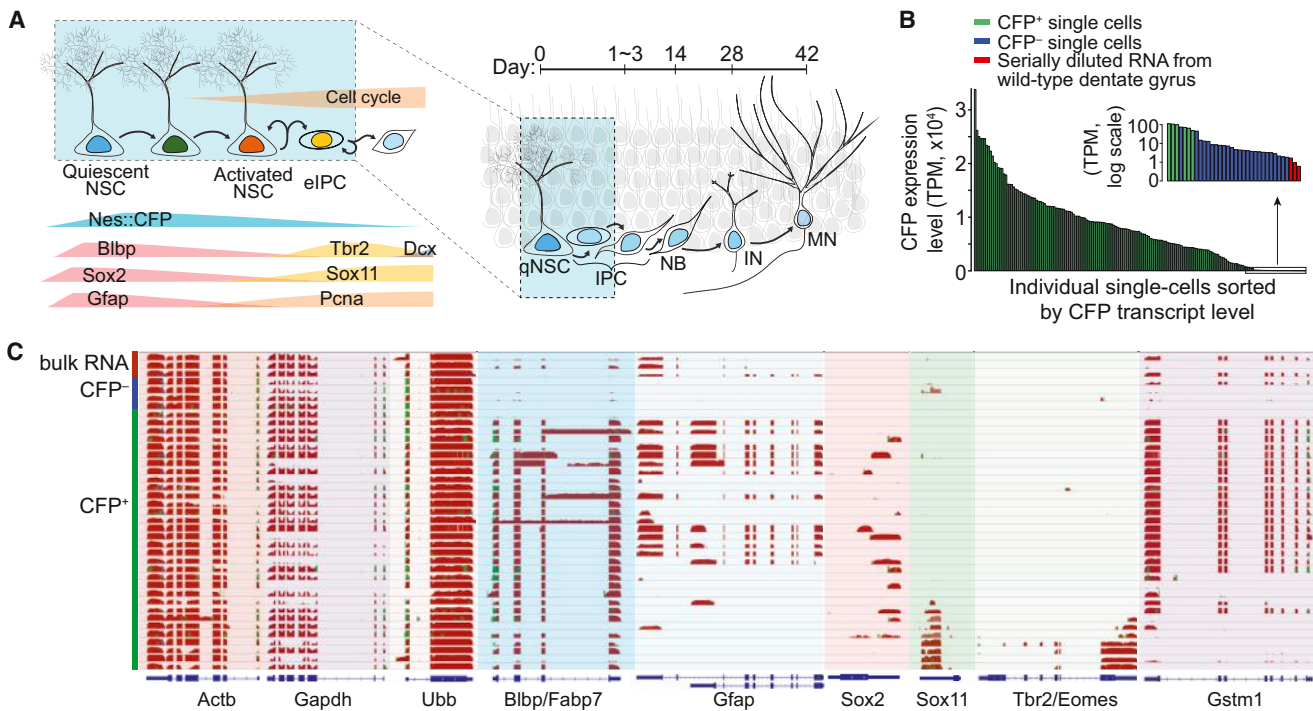 A
Cell cycle
Quiescent
NSC
Activated
NSC
eIPC
Nes::CFP
Blbp
Tbr2
Dcx
Sox2
Sox11
Gfap
Pcna
Day:
0
1~3
14
28
42
qNSC
IPC
NB
IN
MN
B
CFP⁺ single cells
CFP⁻ single cells
Serially diluted RNA from
wild-type dentate gyrus
CFP expression
level (TPM, x10⁴)
3
2
1
0
(TPM,
log scale)
100
10
1
0
Individual single-cells sorted
by CFP transcript level
C
bulk RNA
CFP⁻
CFP⁺
Actb
Gapdh
Ubb
Blbp/Fabp7
Gfap
Sox2
Sox11
Tbr2/Eomes
Gstm1